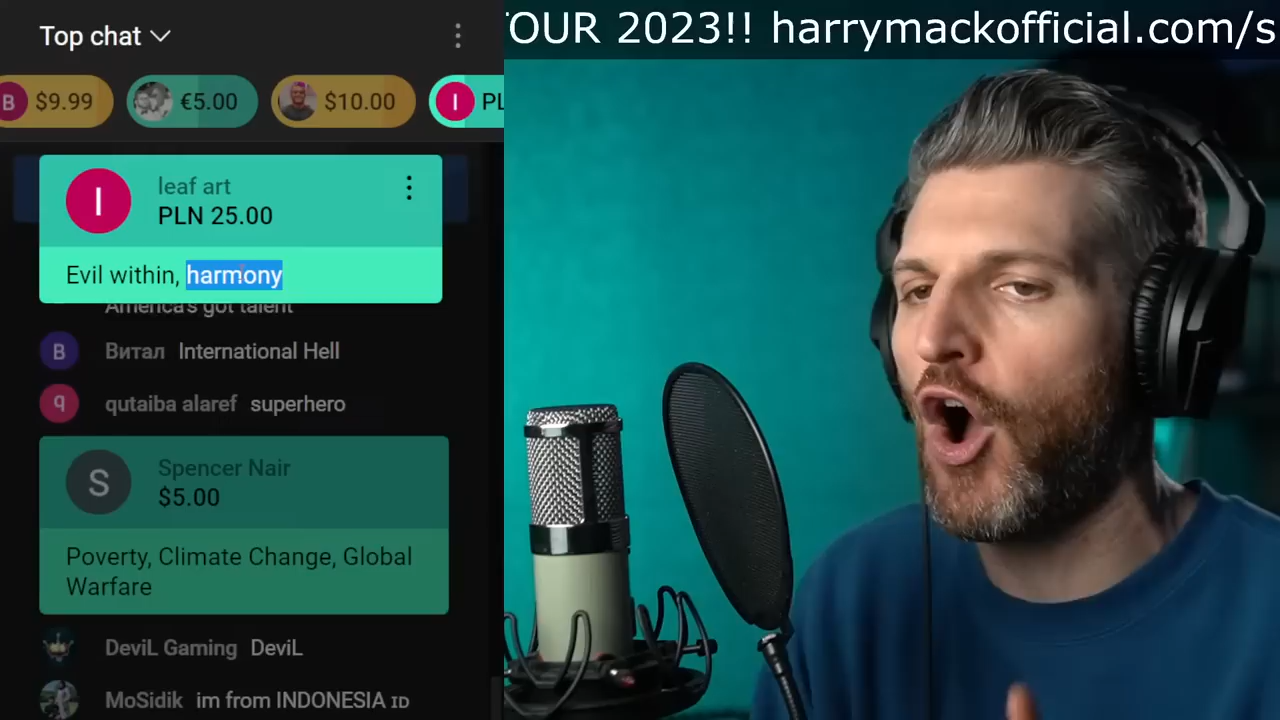 Top chat
OUR 2023!! harrymackofficial.com/s
B $9.99
€5.00
$10.00
I PL
I
leaf art
PLN 25.00
Evil within, harmony
America's got talent
В Витал International Hell
q qutaiba alaref superhero
S
Spencer Nair
$5.00
Poverty, Climate Change, Global
Warfare
DeviL Gaming DeviL
MoSidik im from INDONESIA ID